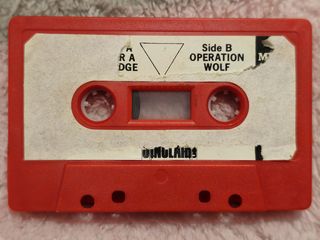 A
R A
DGE
Side B
OPERATION
WOLF
M